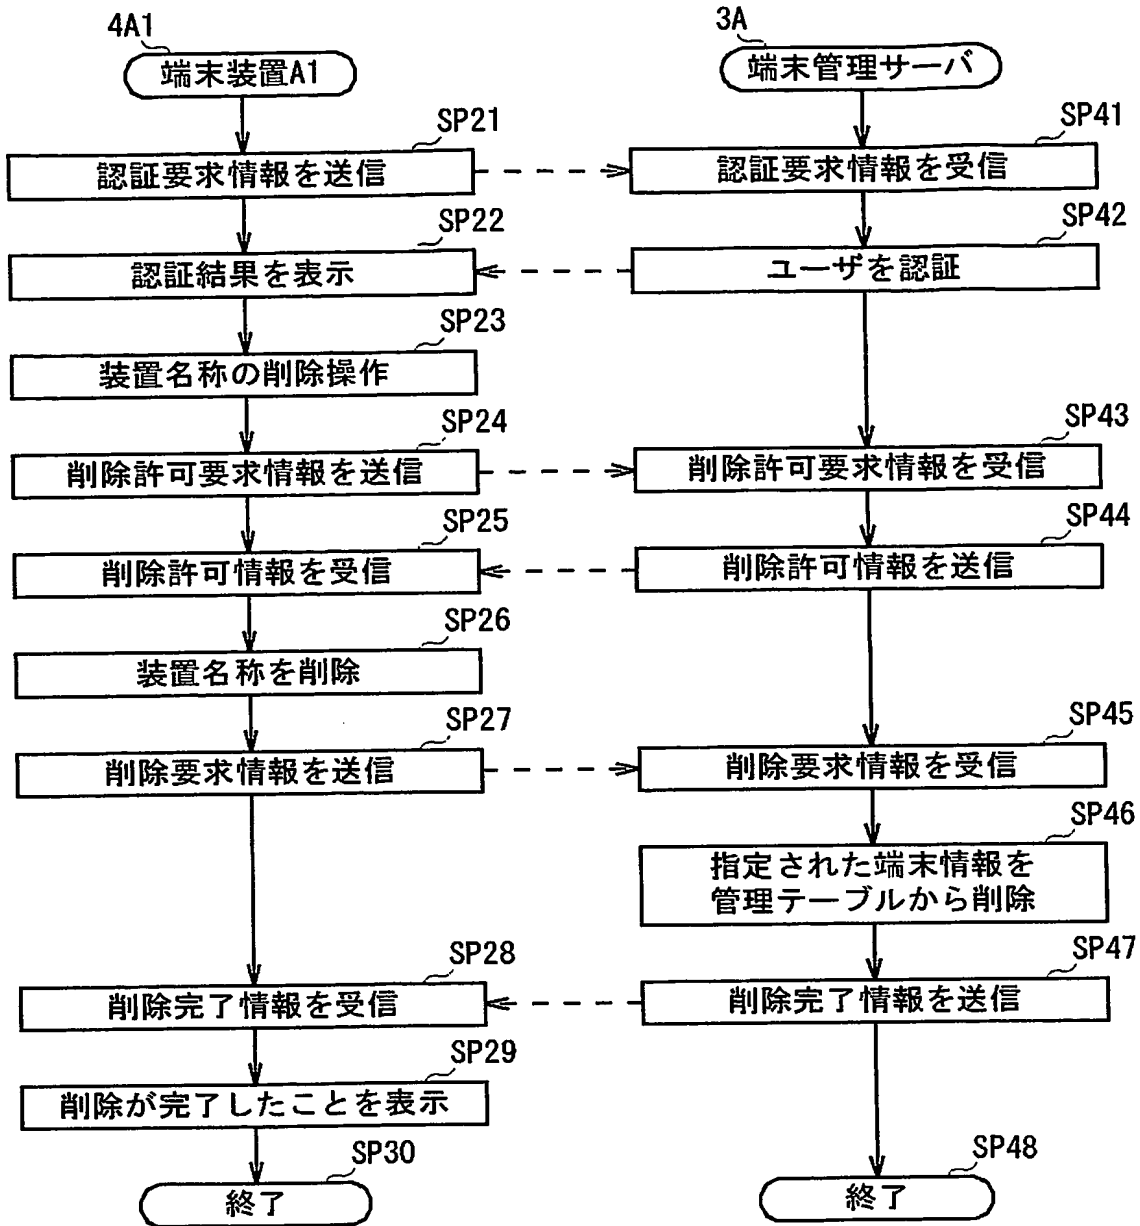 4A1
端末装置A1
SP21
認証要求情報を送信
SP22
認証結果を表示
SP23
装置名称の削除操作
SP24
削除許可要求情報を送信
SP25
削除許可情報を受信
SP26
装置名称を削除
SP27
削除要求情報を送信
SP28
削除完了情報を受信
SP29
削除が完了したことを表示
SP30
終了
3A
端末管理サーバ
SP41
認証要求情報を受信
SP42
ユーザを認証
SP43
削除許可要求情報を受信
SP44
削除許可情報を送信
SP45
削除要求情報を受信
SP46
指定された端末情報を
管理テーブルから削除
SP47
削除完了情報を送信
SP48
終了